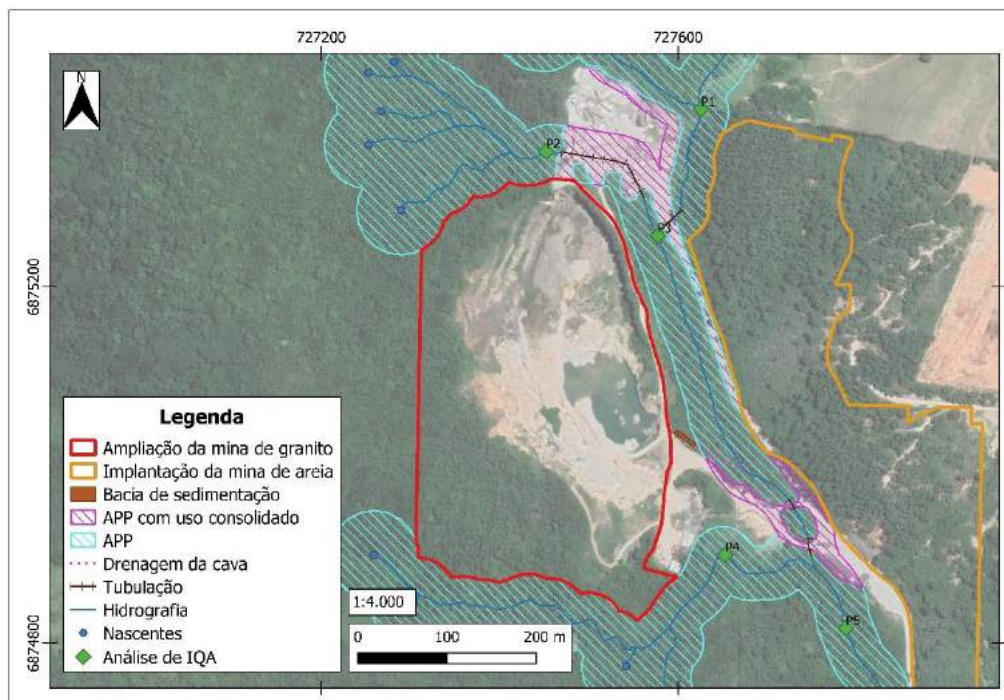 727200
727600
N
P1
P2
P3
6875200
Legenda
Ampliação da mina de granito
Implantação da mina de areia
Bacia de sedimentação
APP com uso consolidado
APP
Drenagem da cava
Tubulação
Hidrografia
Nascentes
Análise de IQA
P4
1:4.000
P5
0 100 200 m
6874800